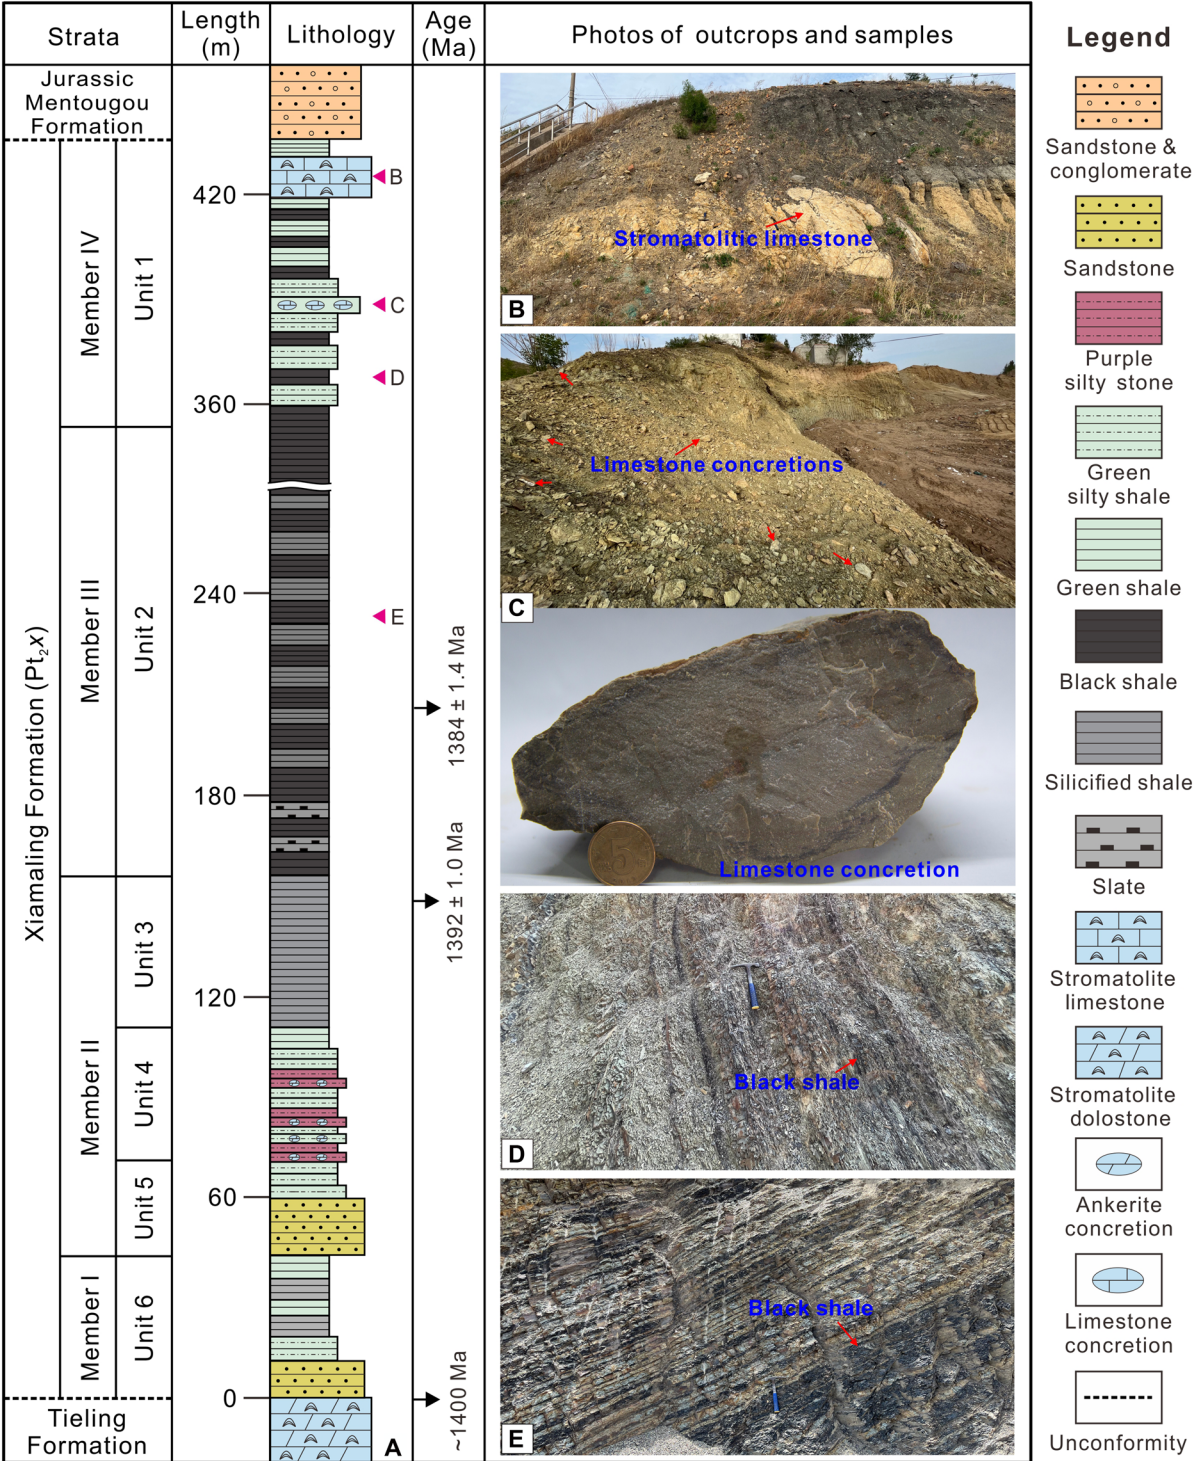 Strata
Length
(m)
Lithology
Age
(Ma)
Photos of outcrops and samples
Jurassic
Mentougou
Formation
Xiamaling Formation (Pt₂x)
Member IV
Member III
Member II
Member I
Unit 1
Unit 2
Unit 3
Unit 4
Unit 5
Unit 6
Tieling
Formation
420
360
240
180
120
60
0
B
C
D
E
A
1384 ± 1.4 Ma
1392 ± 1.0 Ma
~1400 Ma
Stromatolitic limestone
B
Limestone concretions
C
5
Limestone concretion
Black shale
D
Black shale
E
Legend
Sandstone &
conglomerate
Sandstone
Purple
silty stone
Green
silty shale
Green shale
Black shale
Silicified shale
Slate
Stromatolite
limestone
Stromatolite
dolostone
Ankerite
concretion
Limestone
concretion
Unconformity